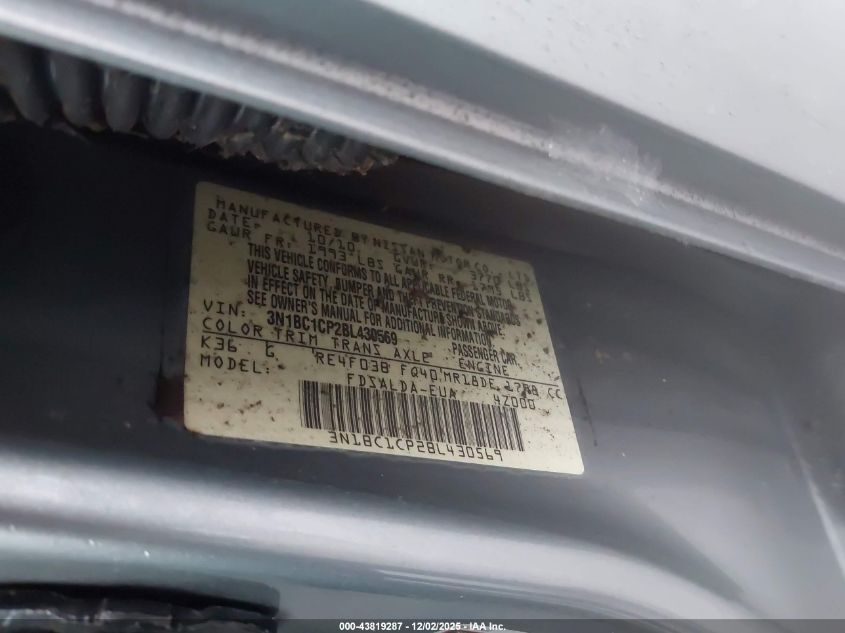 MANUFACTURED BY NISSAN MOTOR CO., LTD.
DATE: 10/10 GVWR: LBS
GAWR FR: 1993 LBS GAWR RR: LBS
THIS VEHICLE CONFORMS TO ALL APPLICABLE FEDERAL MOTOR
VEHICLE SAFETY, BUMPER AND THEFT PREVENTION STANDARDS
IN EFFECT ON THE DATE OF MANUFACTURE SHOWN ABOVE.
SEE OWNER'S MANUAL FOR ADDITIONAL INFORMATION.
VIN: 3N1BC1CP2BL430569 PASSENGER CAR
COLOR TRIM TRANS AXLE ENGINE
K36 G RE4F03B FQ40 MR18DE 1798 CC
MODEL: FDSALDA-EUA 4Z000
3N1BC1CP2BL430569
000-43819287 - 12/02/2025 - IAA Inc.